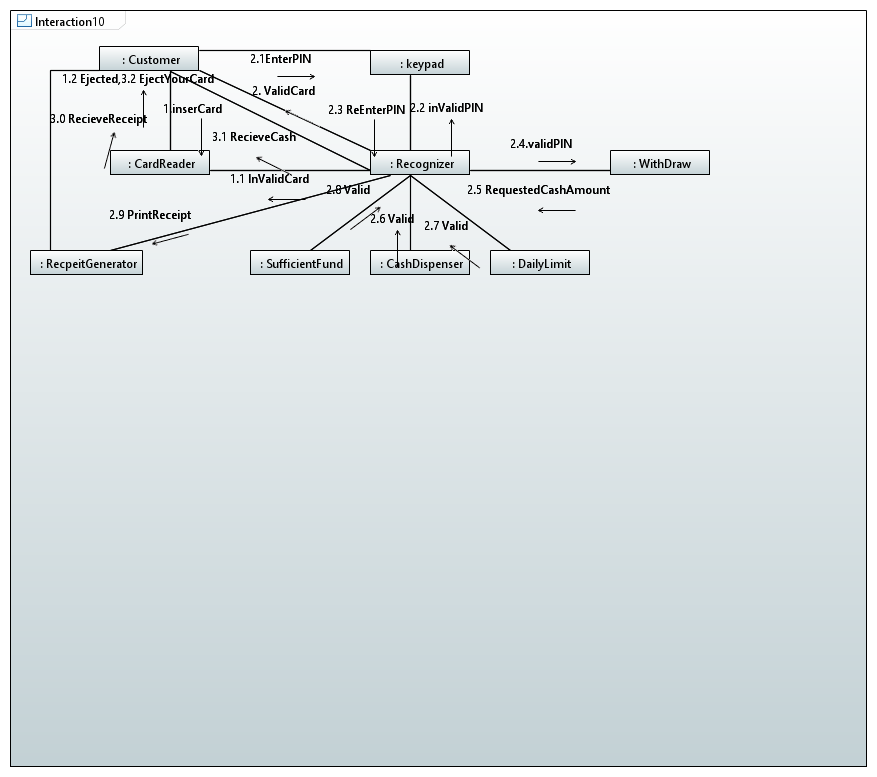 Interaction10
: Customer
2.1EnterPIN
: keypad
1.2 Ejected,3.2 EjectYourCard
2. ValidCard
3.0 RecieveReceipt
1.inserCard
2.3 ReEnterPIN
2.2 inValidPIN
3.1 RecieveCash
2.4.validPIN
: CardReader
: Recognizer
: WithDraw
1.1 InValidCard
2.8 Valid
2.5 RequestedCashAmount
2.9 PrintReceipt
2.6 Valid
2.7 Valid
: RecpeitGenerator
: SufficientFund
: CashDispenser
: DailyLimit